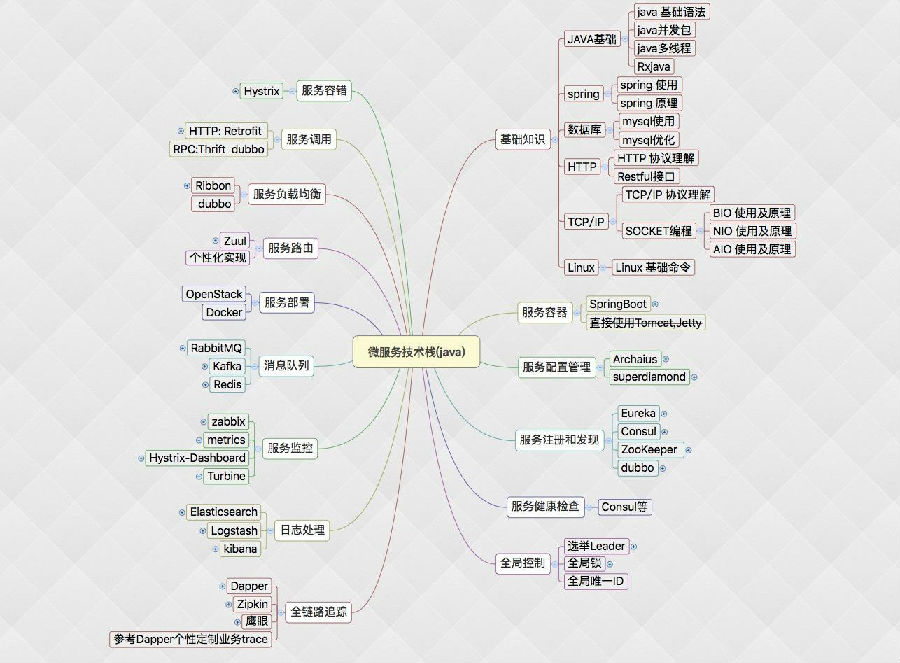 微服务技术栈(java)
基础知识
JAVA基础
java 基础语法
java并发包
java多线程
Rxjava
spring
spring 使用
spring 原理
数据库
mysql使用
mysql优化
HTTP
HTTP 协议理解
Restful接口
TCP/IP
TCP/IP 协议理解
SOCKET编程
BIO 使用及原理
NIO 使用及原理
AIO 使用及原理
Linux
Linux 基础命令
服务容器
SpringBoot
直接使用Tomcat,Jetty
服务配置管理
Archaius
superdiamond
服务注册和发现
Eureka
Consul
ZooKeeper
dubbo
服务健康检查
Consul等
全局控制
选举Leader
全局锁
全局唯一ID
服务容错
Hystrix
服务调用
HTTP: Retrofit
RPC:Thrift dubbo
服务负载均衡
Ribbon
dubbo
服务路由
Zuul
个性化实现
服务部署
OpenStack
Docker
消息队列
RabbitMQ
Kafka
Redis
服务监控
zabbix
metrics
Hystrix-Dashboard
Turbine
日志处理
Elasticsearch
Logstash
kibana
全链路追踪
Dapper
Zipkin
鹰眼
参考Dapper个性定制业务trace